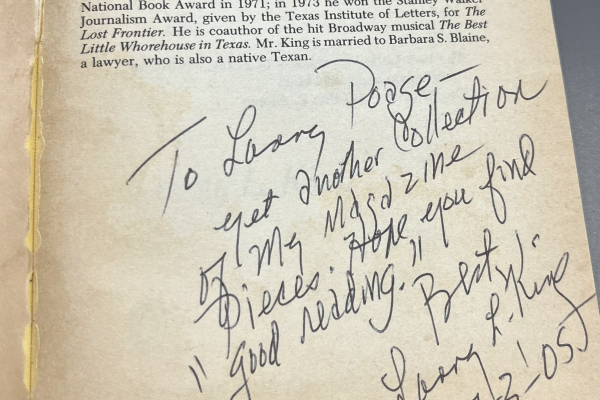 National Book Award in 1971; in 1973 he won the Stanley Walker
Journalism Award, given by the Texas Institute of Letters, for The
Lost Frontier. He is coauthor of the hit Broadway musical The Best
Little Whorehouse in Texas. Mr. King is married to Barbara S. Blaine,
a lawyer, who is also a native Texan.
To Larry Poage—
yet another Collection
of My Magazine
Pieces. Hope you find
"good reading."
Best,
Larry L. King